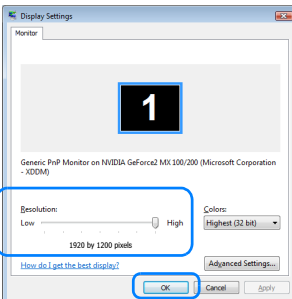 Display Settings
Monitor
1
Generic PnP Monitor on NVIDIA GeForce2 MX 100/200 (Microsoft Corporation
- XDDM)
Resolution:
Low
High
1920 by 1200 pixels
Colors:
Highest (32 bit)
How do I get the best display?
Advanced Settings...
OK
Cancel
Apply